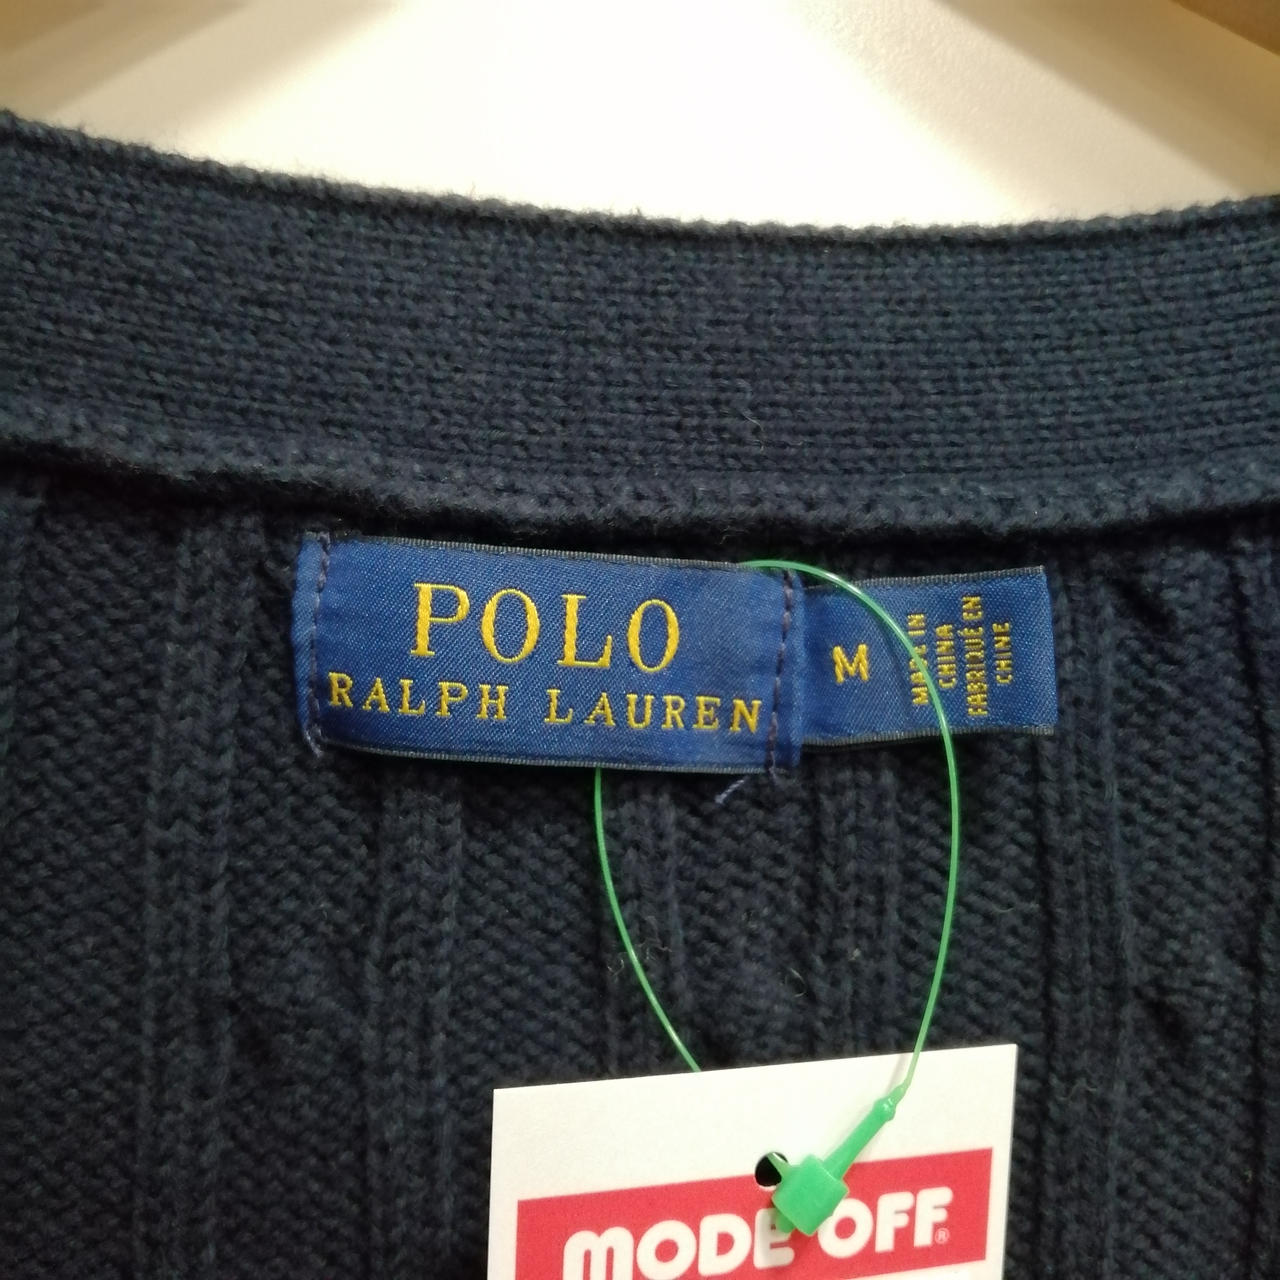 POLO
RALPH LAUREN
M
MADE IN
CHINA
FABRIQUÉ EN
CHINE
MODE OFF®